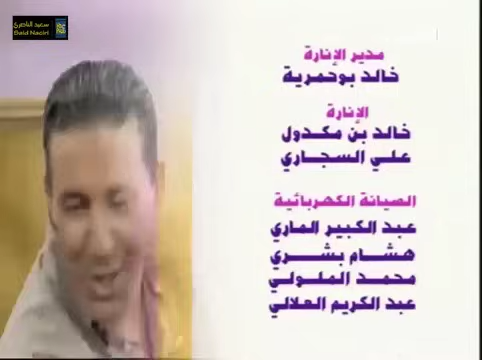 سعيد الناصري
Said Naciri
مدير الإنارة
خالد بوحمرية
الإنارة
خالد بن مكدول
علي السجاري
الصيانة الكهربائية
عبد الكبير الماري
هشام بشري
محمد الملولي
عبد الكريم العلالي